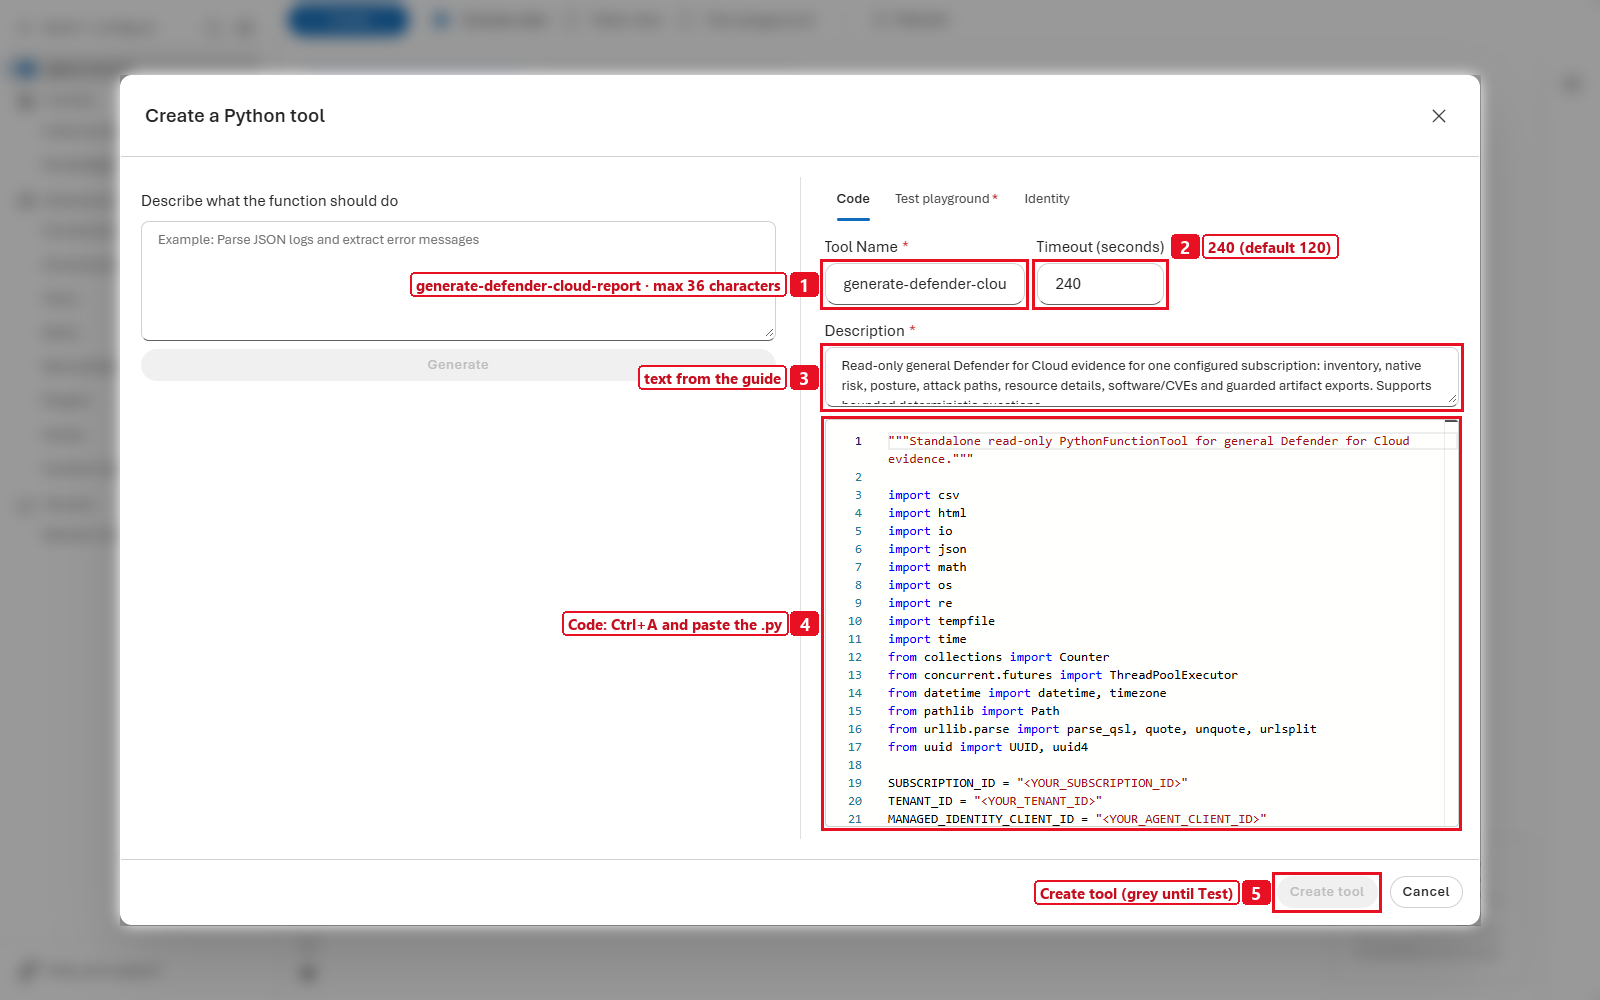 Create a Python tool
Describe what the function should do
Example: Parse JSON logs and extract error messages
Generate
Code
Test playground *
Identity
Tool Name *
Timeout (seconds)
2
240 (default 120)
generate-defender-cloud-report · max 36 characters
1
generate-defender-clou
240
Description *
text from the guide
3
Read-only general Defender for Cloud evidence for one configured subscription: inventory, native
risk, posture, attack paths, resource details, software/CVEs and guarded artifact exports. Supports
bounded deterministic questions
Code: Ctrl+A and paste the .py
4
1 """Standalone read-only PythonFunctionTool for general Defender for Cloud
evidence."""
2
3 import csv
4 import html
5 import io
6 import json
7 import math
8 import os
9 import re
10 import tempfile
11 import time
12 from collections import Counter
13 from concurrent.futures import ThreadPoolExecutor
14 from datetime import datetime, timezone
15 from pathlib import Path
16 from urllib.parse import parse_qsl, quote, unquote, urlsplit
17 from uuid import UUID, uuid4
18
19 SUBSCRIPTION_ID = "<YOUR_SUBSCRIPTION_ID>"
20 TENANT_ID = "<YOUR_TENANT_ID>"
21 MANAGED_IDENTITY_CLIENT_ID = "<YOUR_AGENT_CLIENT_ID>"
Create tool (grey until Test)
5
Create tool
Cancel